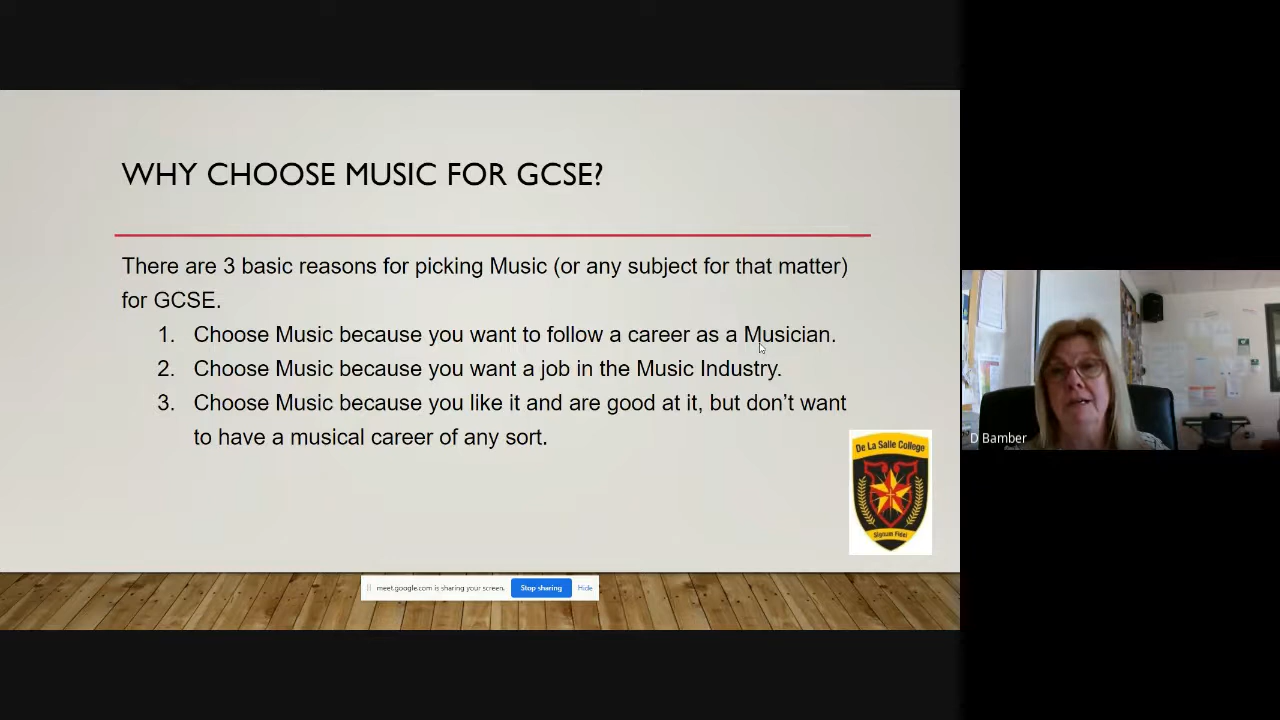 WHY CHOOSE MUSIC FOR GCSE?
There are 3 basic reasons for picking Music (or any subject for that matter)
for GCSE.
1. Choose Music because you want to follow a career as a Musician.
2. Choose Music because you want a job in the Music Industry.
3. Choose Music because you like it and are good at it, but don’t want
to have a musical career of any sort.
De La Salle College
Signum Fidei
meet.google.com is sharing your screen. Stop sharing Hide
D Bamber